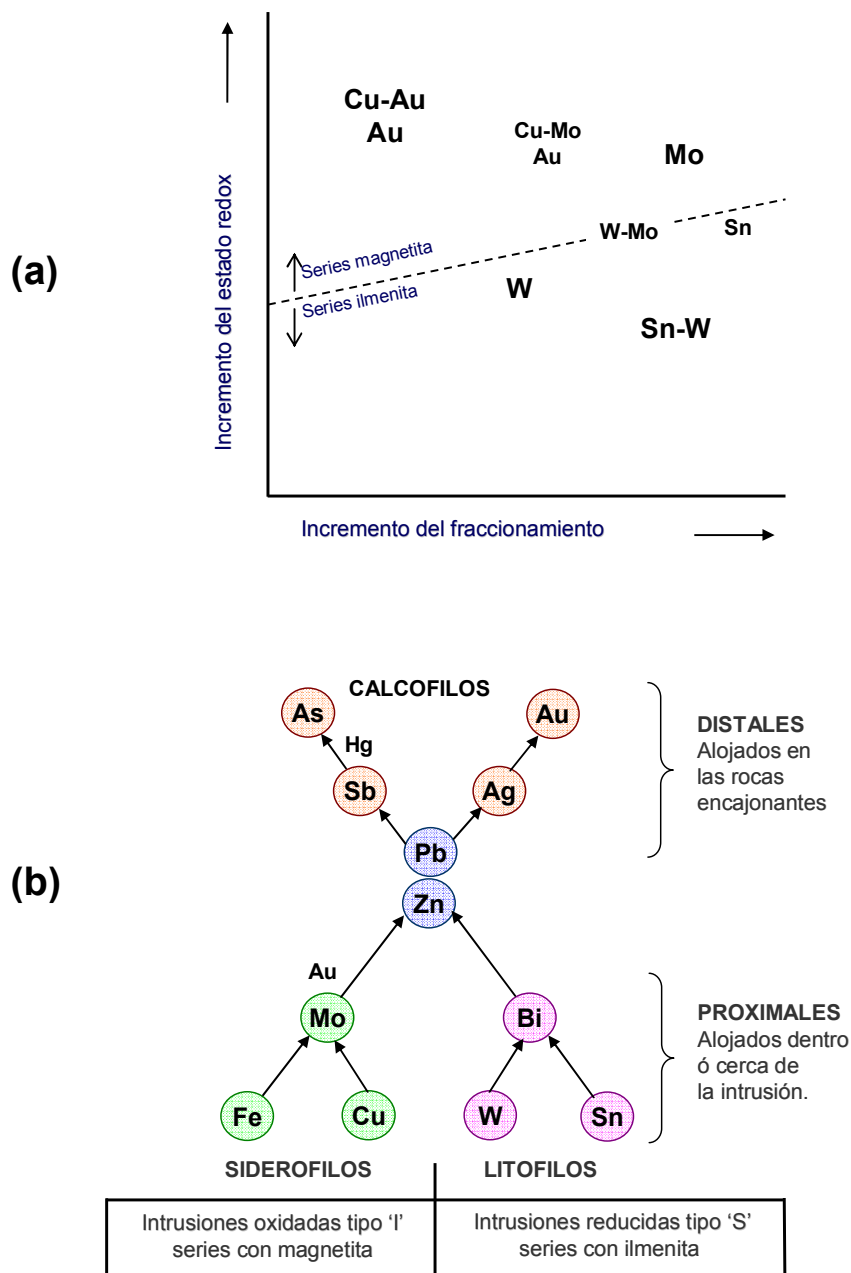 (a)
Incremento del estado redox
Cu-Au
Au
Cu-Mo
Au
Mo
W-Mo
Sn
Series magnetita
Series ilmenita
W
Sn-W
Incremento del fraccionamiento
(b)
CALCOFILOS
As
Au
Hg
Sb
Ag
Pb
Zn
DISTALES
Alojados en
las rocas
encajonantes
Au
Mo
Bi
Fe
Cu
W
Sn
PROXIMALES
Alojados dentro
ó cerca de
la intrusión.
SIDEROFILOS
LITOFILOS
Intrusiones oxidadas tipo ‘I’
series con magnetita
Intrusiones reducidas tipo ‘S’
series con ilmenita